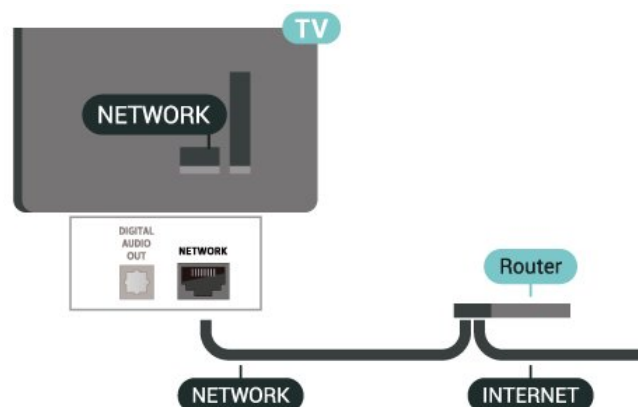 TV
NETWORK
DIGITAL
AUDIO
OUT
NETWORK
Router
NETWORK
INTERNET